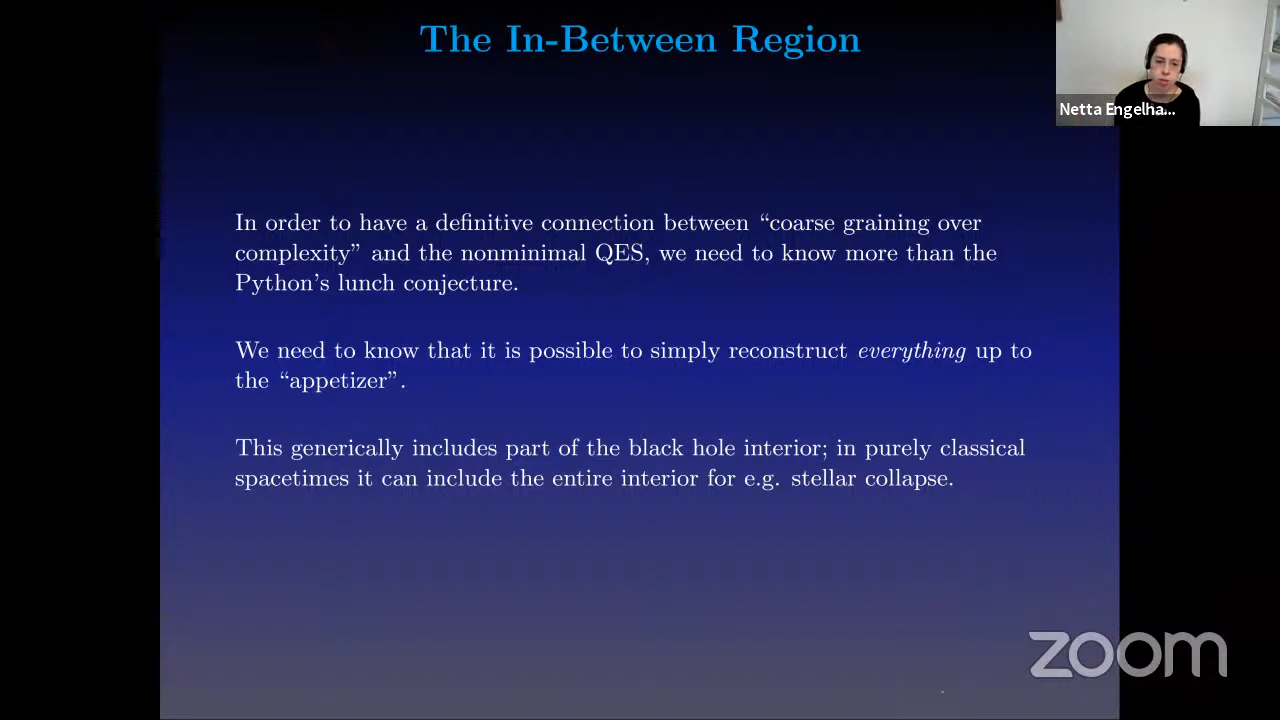 The In-Between Region
Netta Engelha...
In order to have a definitive connection between “coarse graining over
complexity” and the nonminimal QES, we need to know more than the
Python’s lunch conjecture.
We need to know that it is possible to simply reconstruct everything up to
the “appetizer”.
This generically includes part of the black hole interior; in purely classical
spacetimes it can include the entire interior for e.g. stellar collapse.
zoom